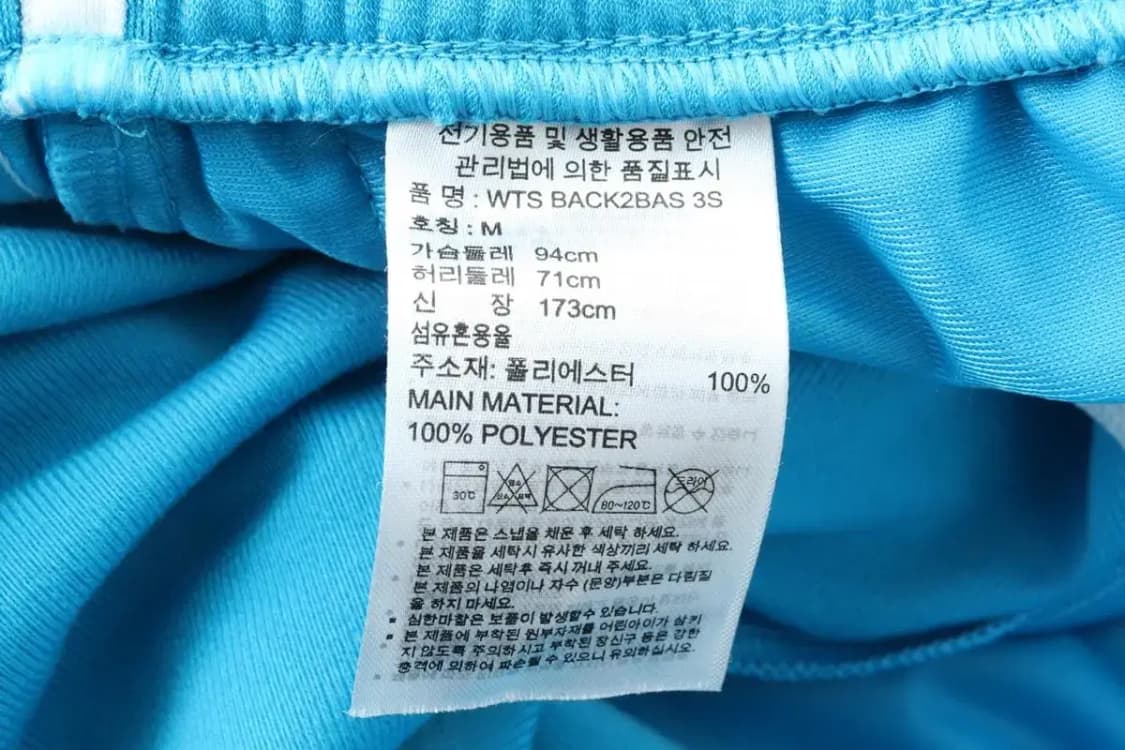 전기용품 및 생활용품 안전
관리법에 의한 품질표시
품 명 : WTS BACK2BAS 3S
호칭 : M
가슴둘레 94cm
허리둘레 71cm
신 장 173cm
섬유혼용율
주소재: 폴리에스터 100%
MAIN MATERIAL:
100% POLYESTER
30℃ 염소 산소 표백 80~120℃ 드라이
본 제품은 스냅을 채운 후 세탁 하세요.
본 제품을 세탁시 유사한 색상끼리 세탁 하세요.
본 제품은 세탁후 즉시 꺼내 주세요.
본 제품의 나염이나 자수 (문양)부분은 다림질
을 하지 마세요.
▪ 심한마찰은 보풀이 발생할수 있습니다.
▪ 본 제품에 부착된 원부자재를 어린아이가 삼키
지 않도록 주의하시고 부착된 장신구 등은 강한
충격에 의하여 파손될 수 있으니 유의하십시오.